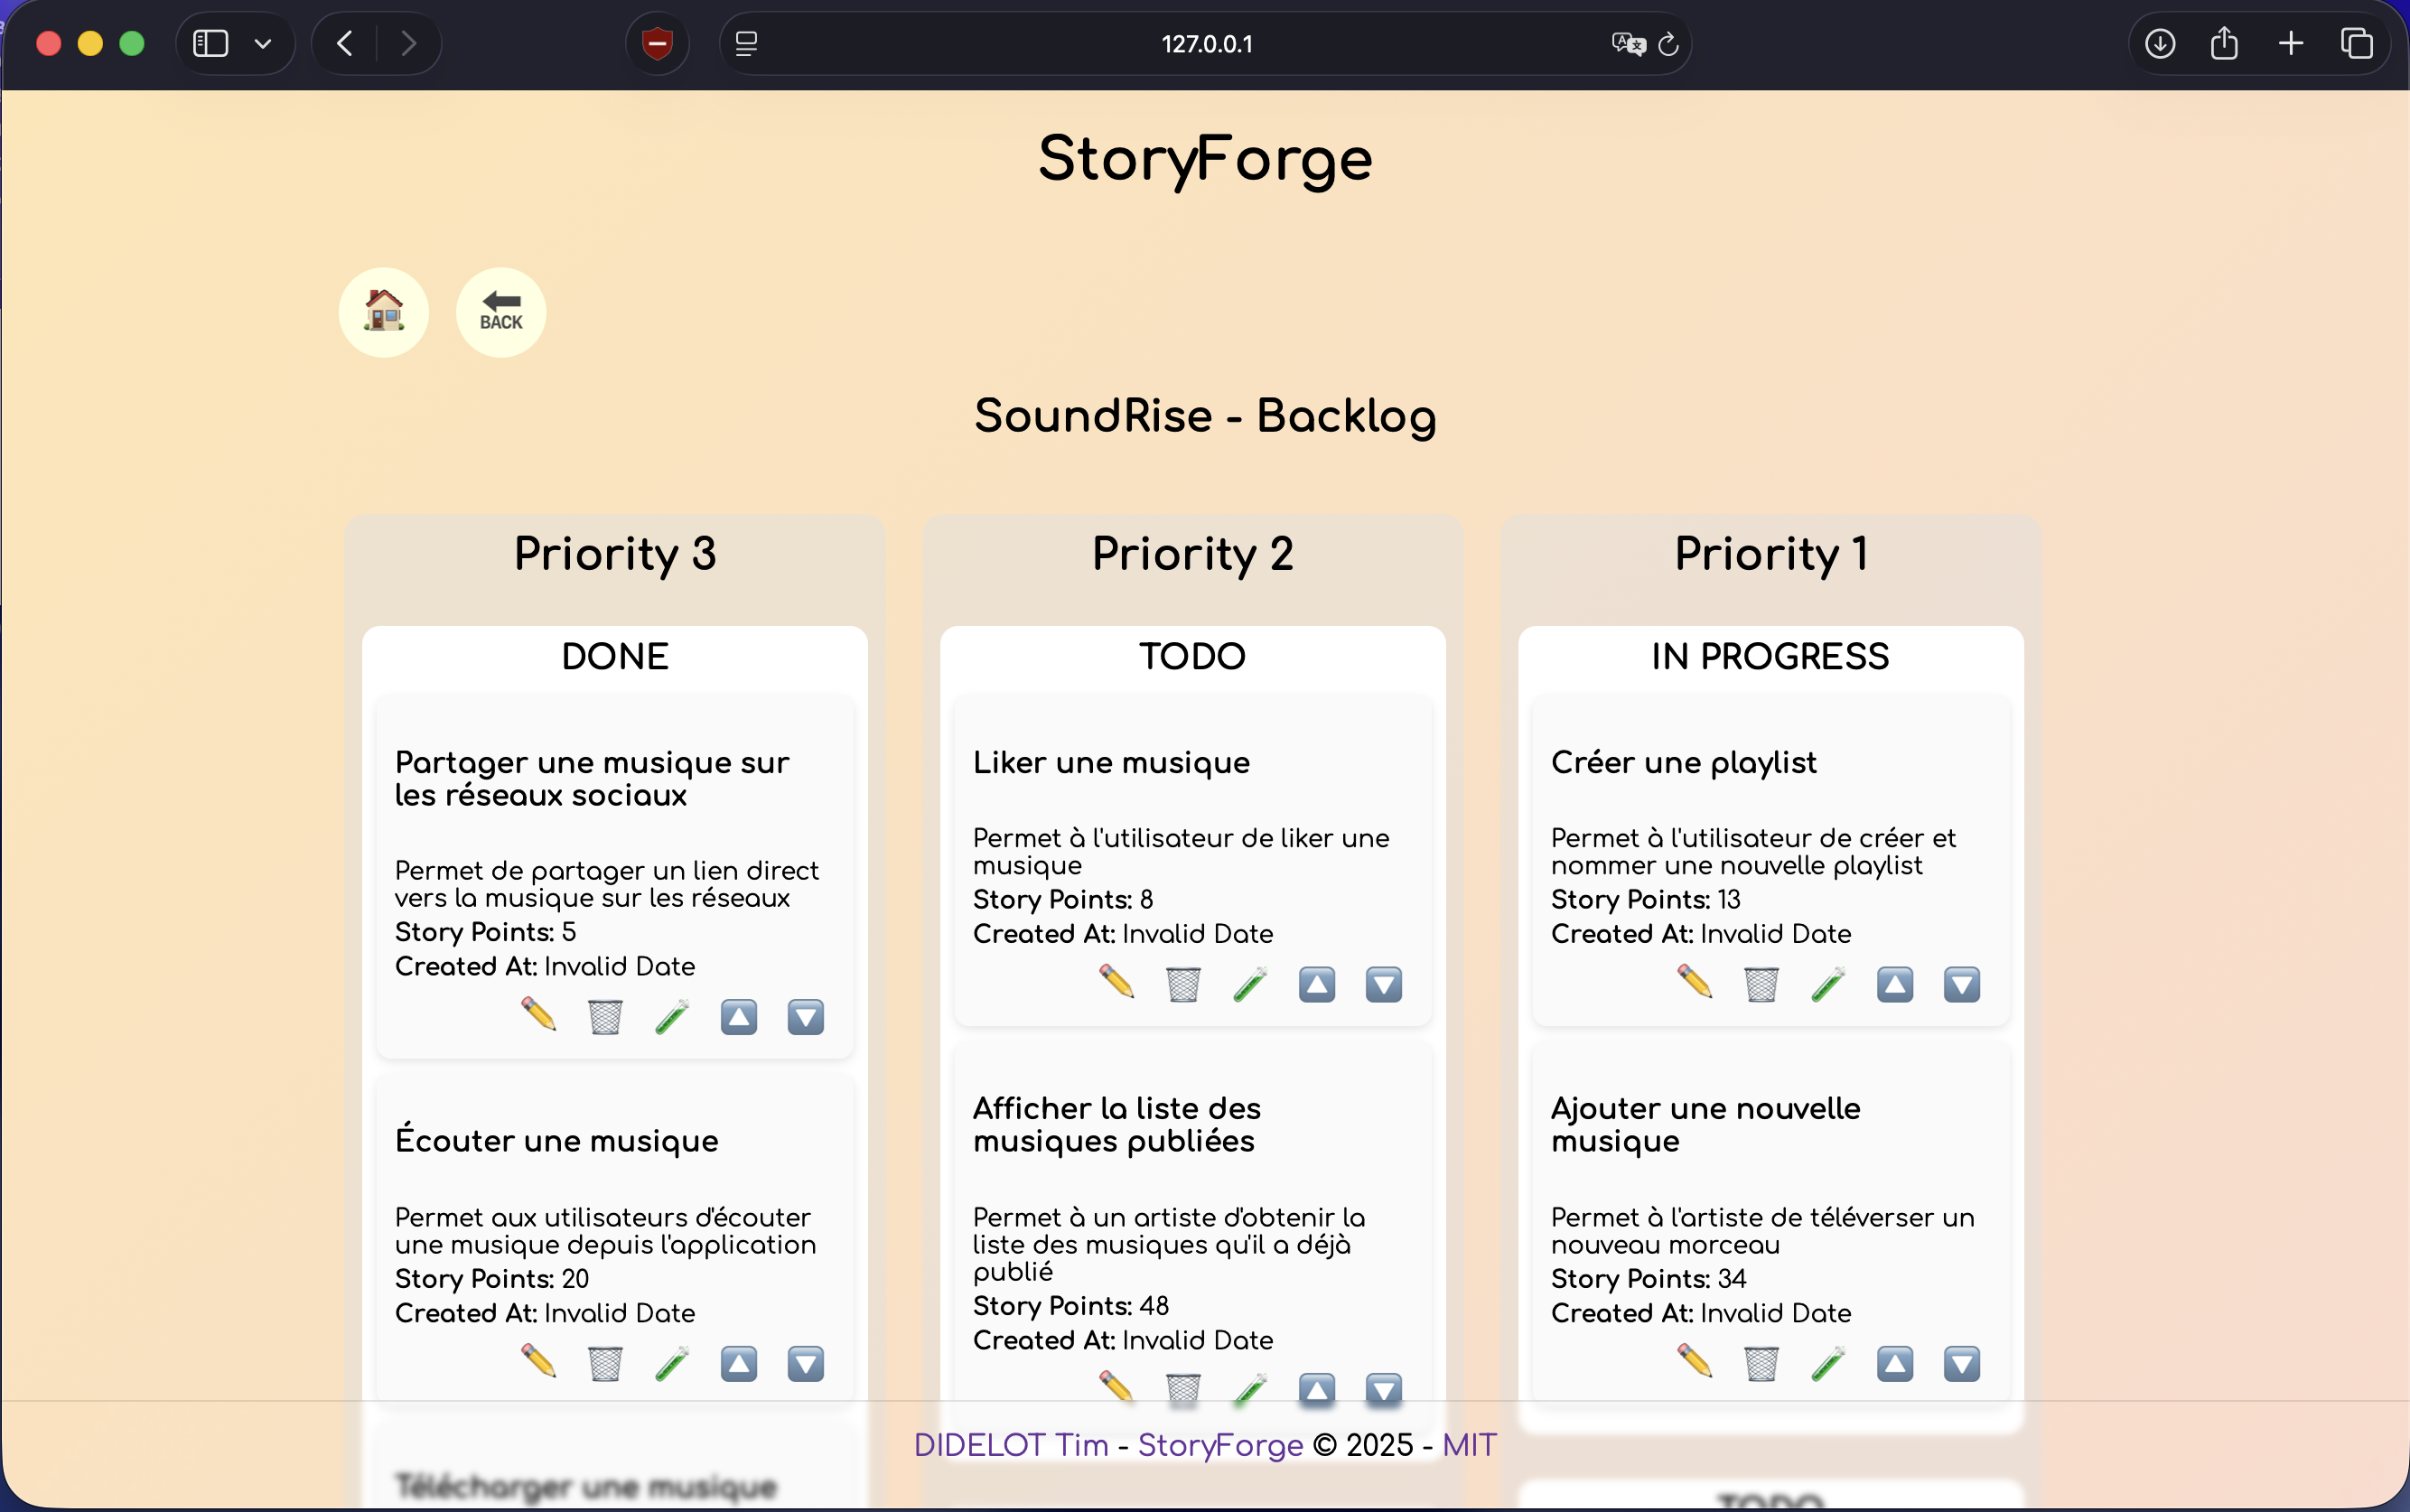 127.0.0.1
StoryForge
BACK
SoundRise - Backlog
Priority 3
DONE
Partager une musique sur
les réseaux sociaux
Permet de partager un lien direct
vers la musique sur les réseaux
Story Points: 5
Created At: Invalid Date
Écouter une musique
Permet aux utilisateurs d'écouter
une musique depuis l'application
Story Points: 20
Created At: Invalid Date
Télécharger une musique
Priority 2
TODO
Liker une musique
Permet à l'utilisateur de liker une
musique
Story Points: 8
Created At: Invalid Date
Afficher la liste des
musiques publiées
Permet à un artiste d'obtenir la
liste des musiques qu'il a déjà
publié
Story Points: 48
Created At: Invalid Date
Priority 1
IN PROGRESS
Créer une playlist
Permet à l'utilisateur de créer et
nommer une nouvelle playlist
Story Points: 13
Created At: Invalid Date
Ajouter une nouvelle
musique
Permet à l'artiste de téléverser un
nouveau morceau
Story Points: 34
Created At: Invalid Date
TODO
DIDELOT Tim - StoryForge © 2025 - MIT